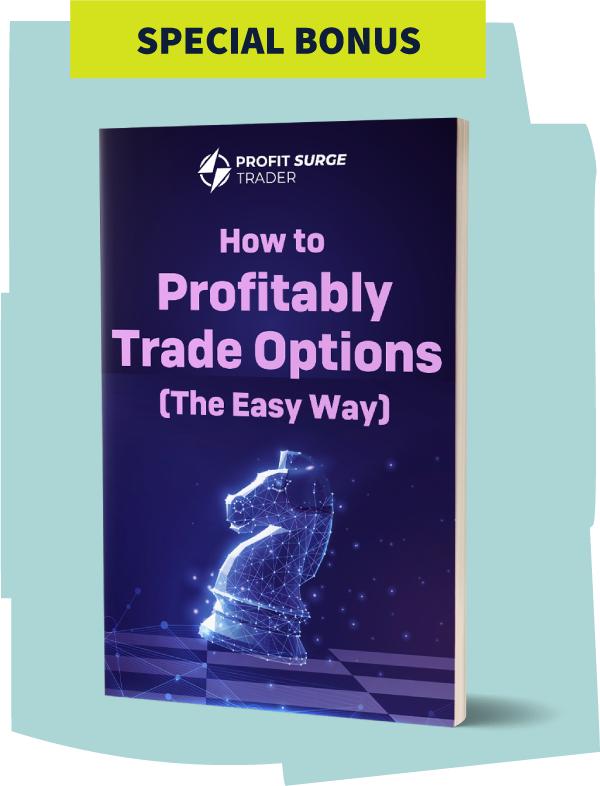 SPECIAL BONUS
PROFIT SURGE
TRADER
How to
Profitably
Trade Options
(The Easy Way)